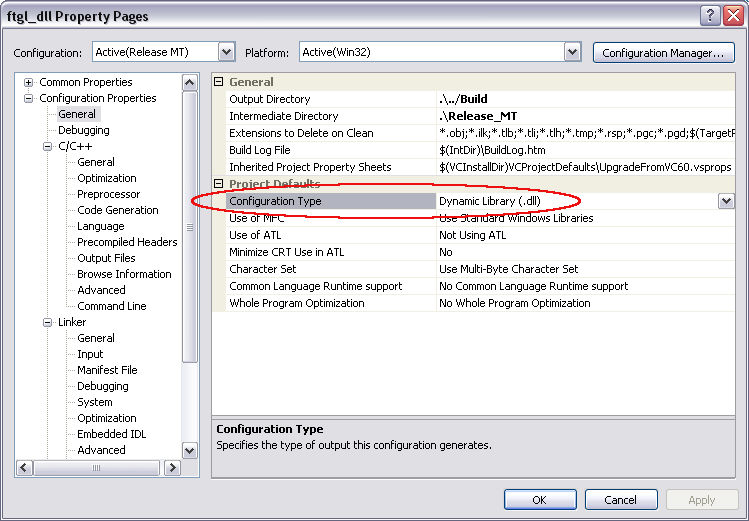 ftgl_dll Property Pages
Configuration: Active(Release MT) Platform: Active(Win32) Configuration Manager...
Common Properties
Configuration Properties
General
Debugging
C/C++
General
Optimization
Preprocessor
Code Generation
Language
Precompiled Headers
Output Files
Browse Information
Advanced
Command Line
Linker
General
Input
Manifest File
Debugging
System
Optimization
Embedded IDL
Advanced
General
Output Directory .\../Build
Intermediate Directory .\Release_MT
Extensions to Delete on Clean *.obj;*.ilk;*.tlb;*.tli;*.tlh;*.tmp;*.rsp;*.pgc;*.pgd;$(TargetP
Build Log File $(IntDir)\BuildLog.htm
Inherited Project Property Sheets $(VCInstallDir)VCProjectDefaults\UpgradeFromVC60.vsprops
Project Defaults
Configuration Type Dynamic Library (.dll)
Use of MFC Use Standard Windows Libraries
Use of ATL Not Using ATL
Minimize CRT Use in ATL No
Character Set Use Multi-Byte Character Set
Common Language Runtime support No Common Language Runtime support
Whole Program Optimization No Whole Program Optimization
Configuration Type
Specifies the type of output this configuration generates.
OK Cancel Apply